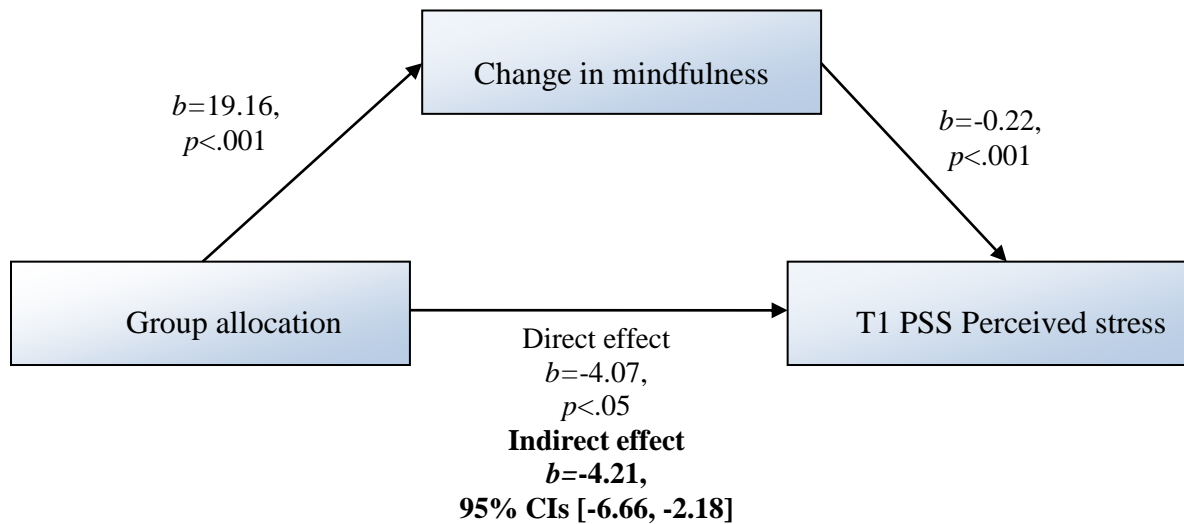 Change in mindfulness
b=19.16,
p<.001
b=-0.22,
p<.001
Group allocation
T1 PSS Perceived stress
Direct effect
b=-4.07,
p<.05
Indirect effect
b=-4.21,
95% CIs [-6.66, -2.18]